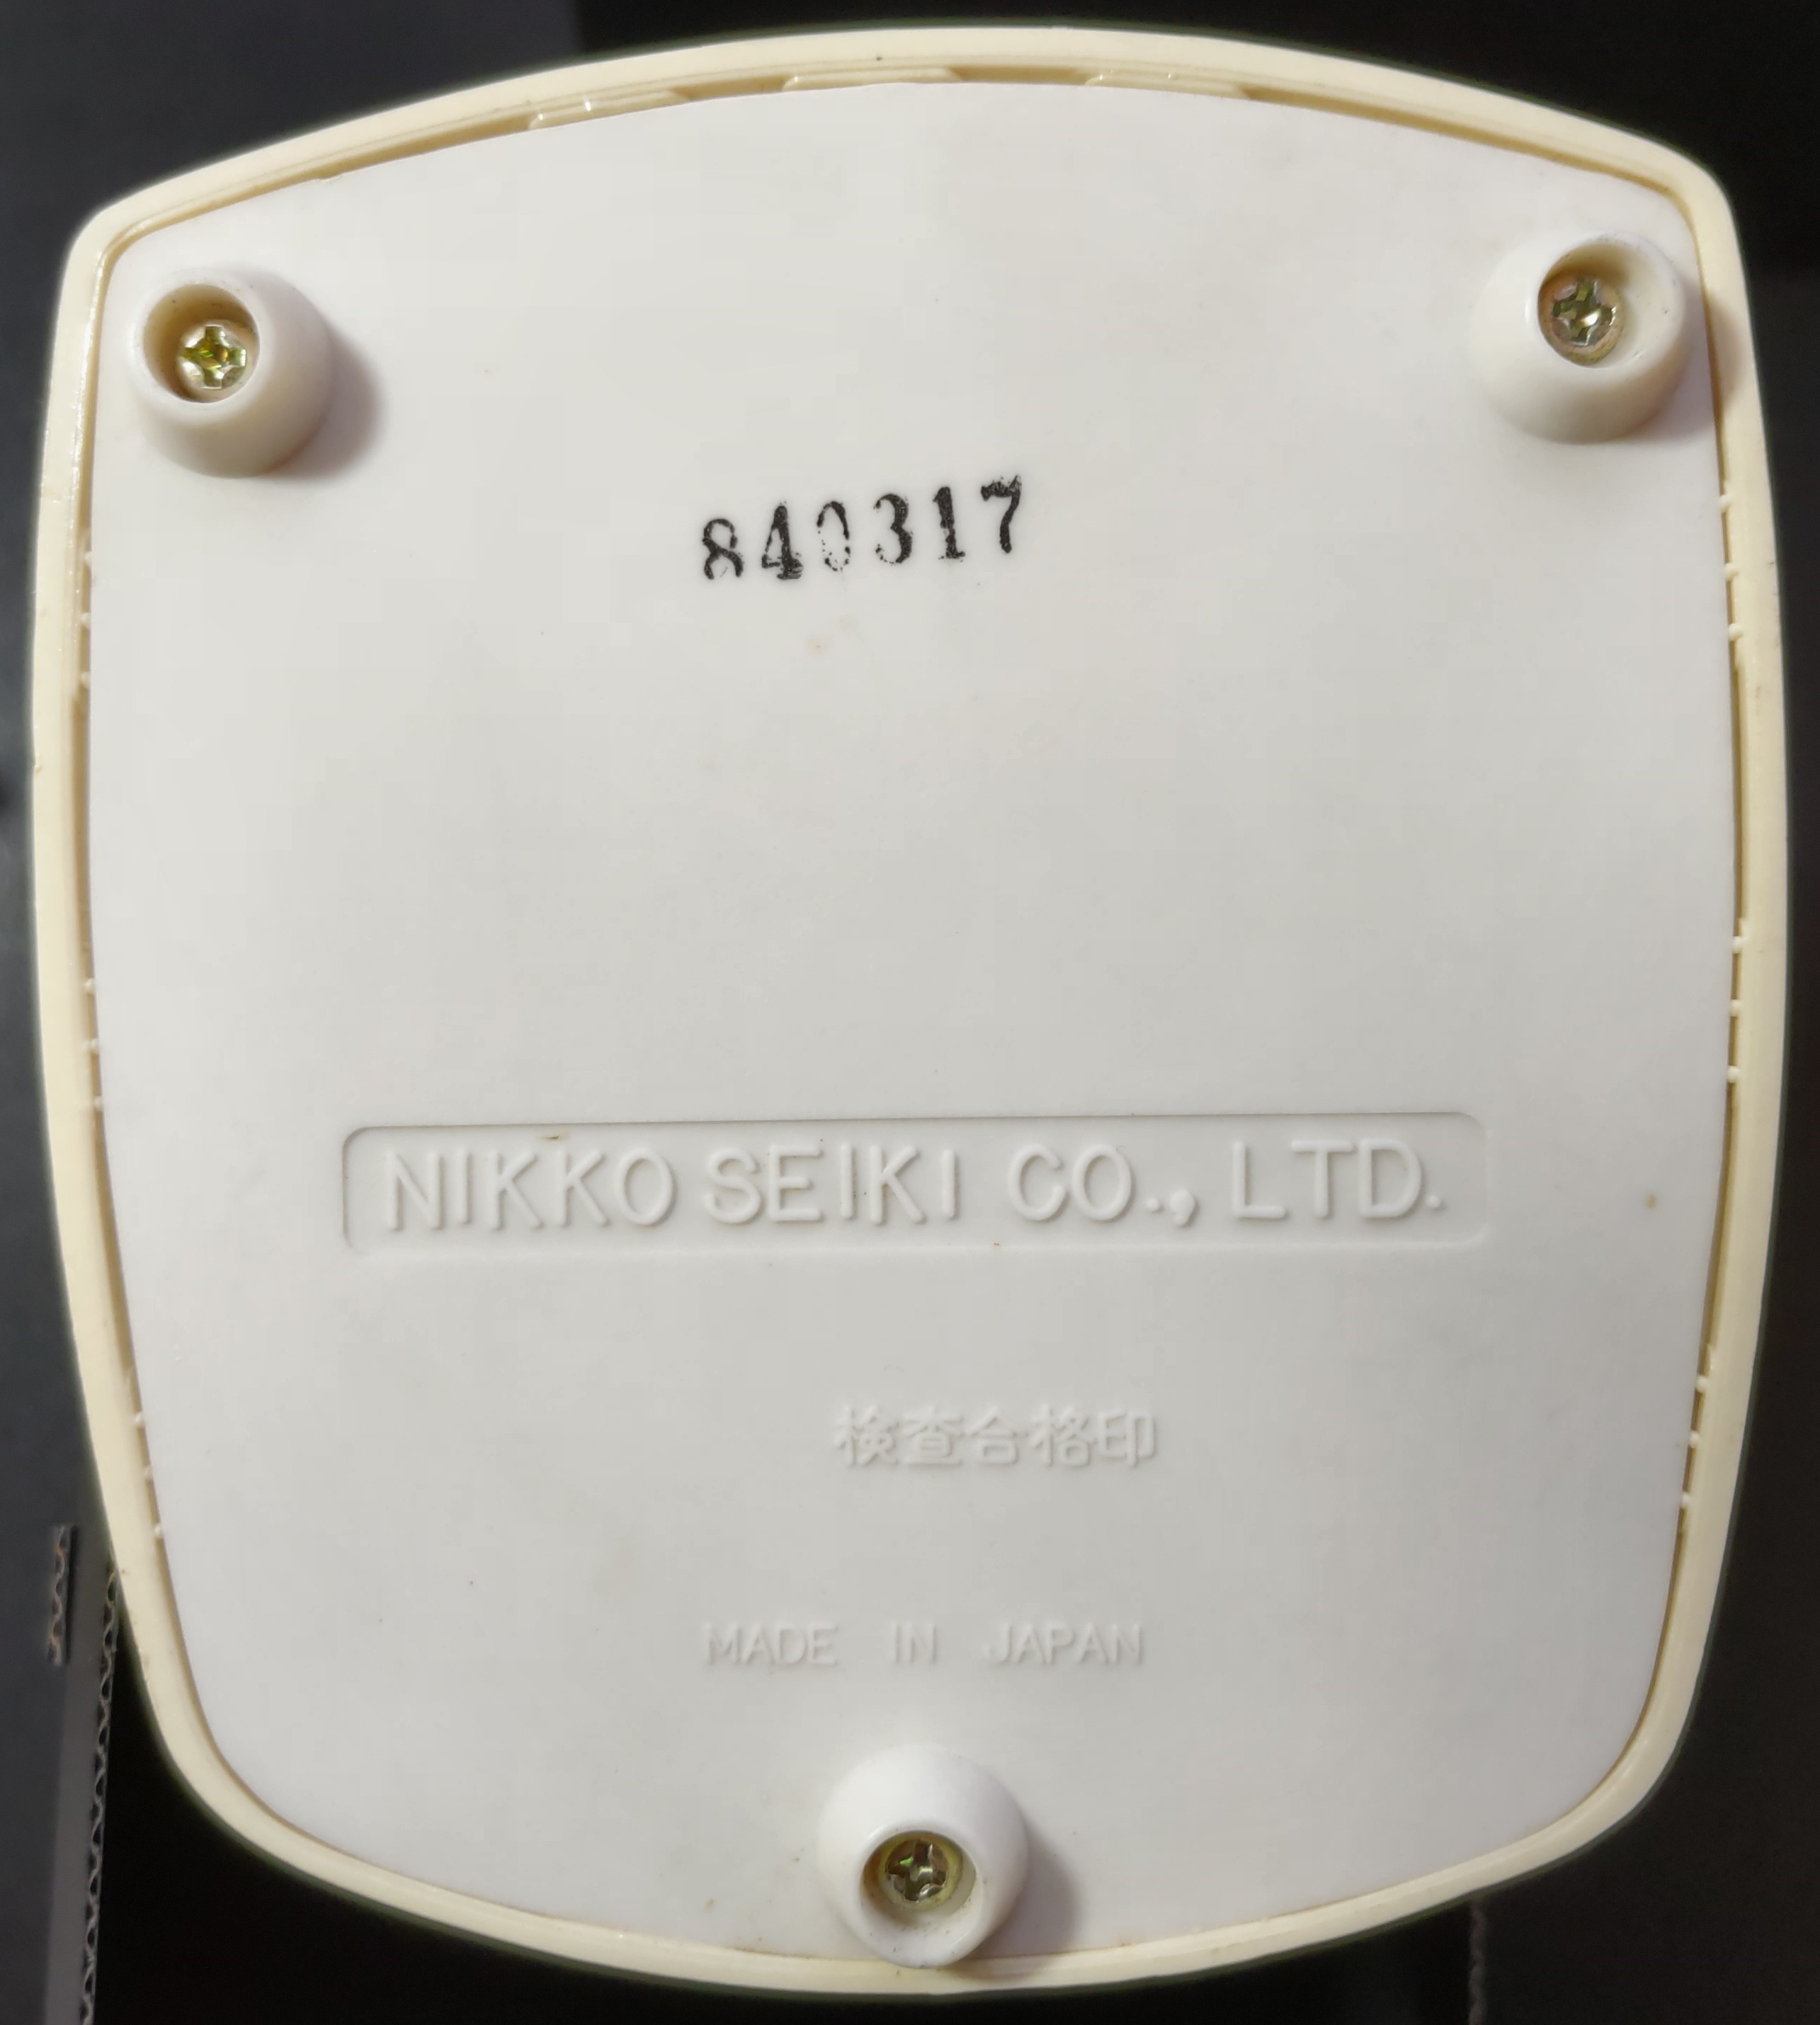 840317
NIKKO SEIKI CO., LTD.
検査合格印
MADE IN JAPAN